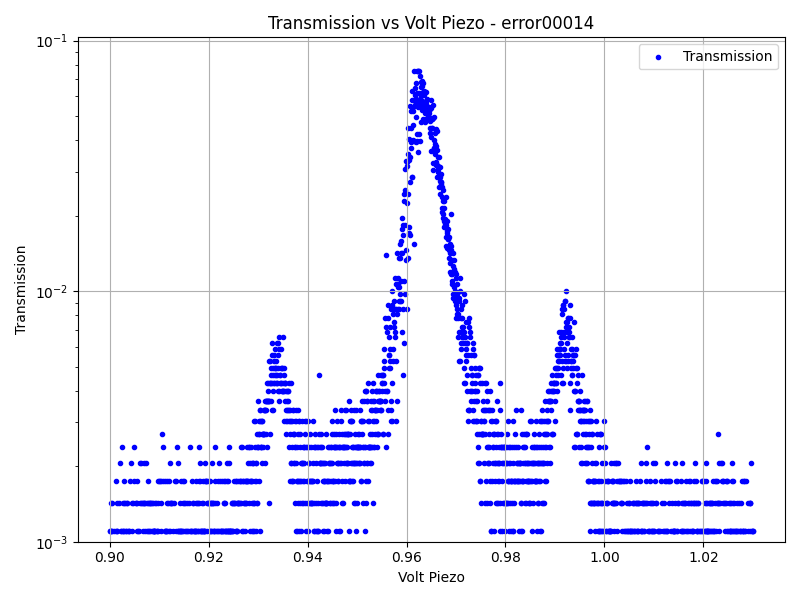 Transmission vs Volt Piezo - error00014
Transmission
10⁻¹
10⁻²
10⁻³
Transmission
0.90 0.92 0.94 0.96 0.98 1.00 1.02
Volt Piezo